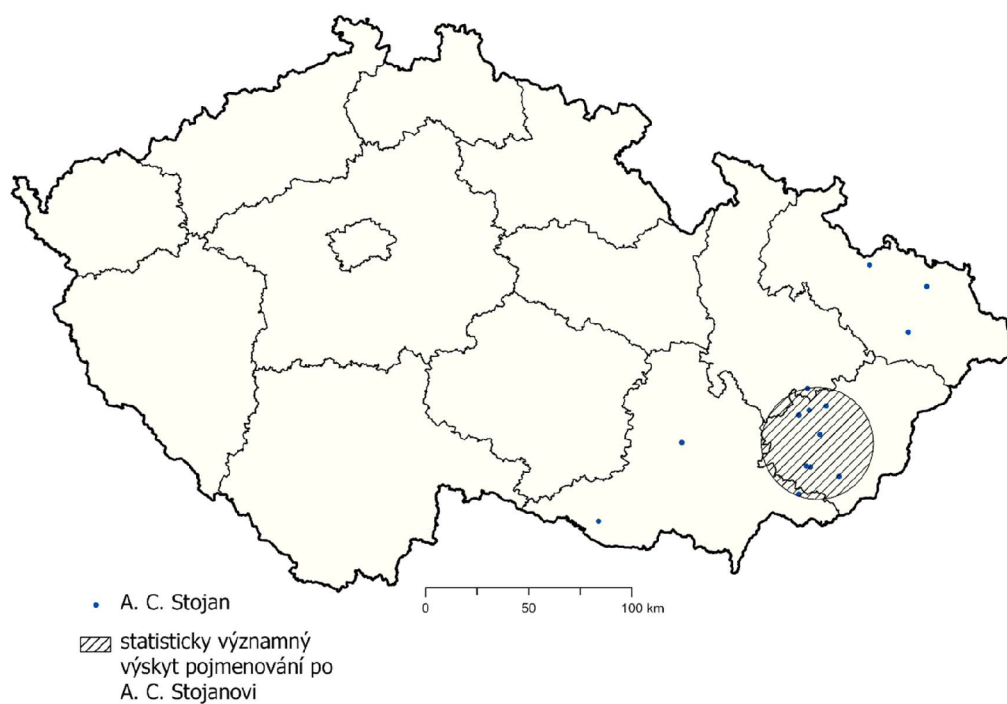 0 50 100 km
A. C. Stojan
statisticky významný
výskyt pojmenování po
A. C. Stojanovi